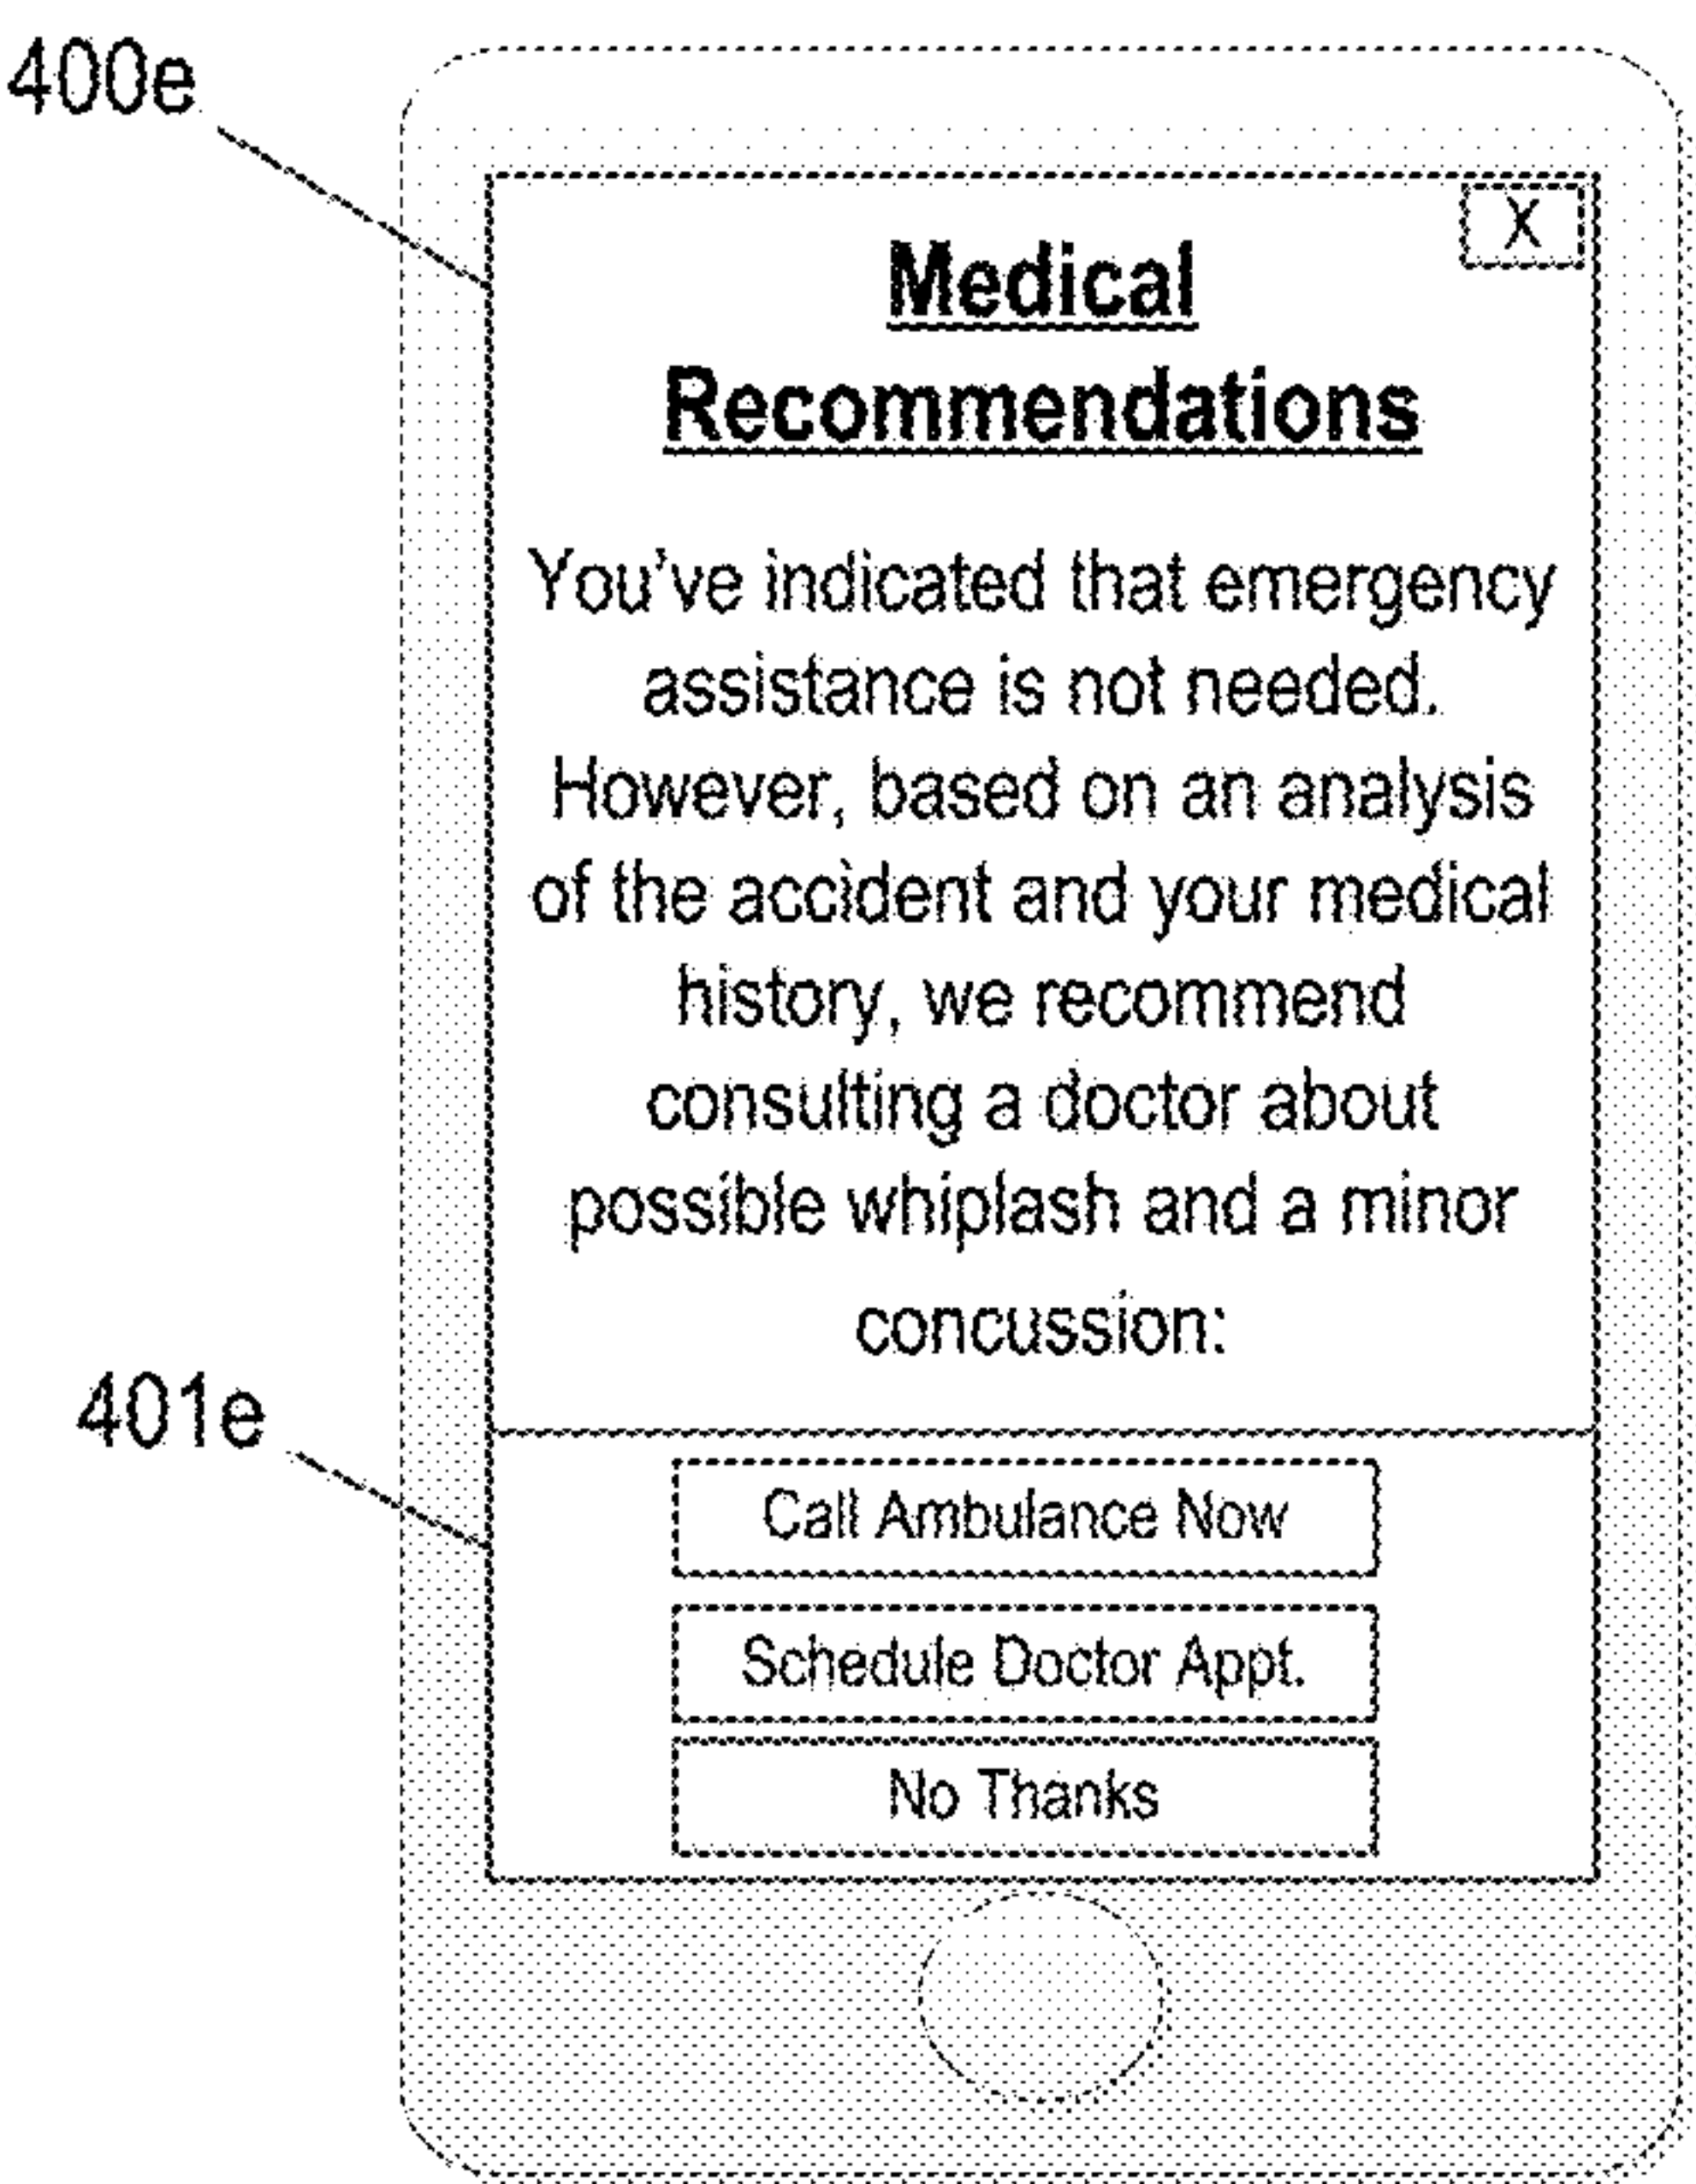 400e
X
Medical
Recommendations
You've indicated that emergency
assistance is not needed.
However, based on an analysis
of the accident and your medical
history, we recommend
consulting a doctor about
possible whiplash and a minor
concussion:
401e
Call Ambulance Now
Schedule Doctor Appt.
No Thanks